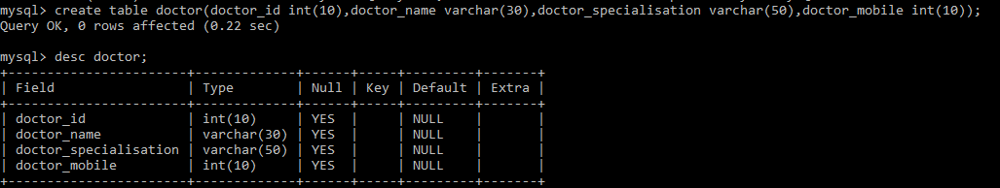 mysql> create table doctor(doctor_id int(10),doctor_name varchar(30),doctor_specialisation varchar(50),doctor_mobile int(10));
Query OK, 0 rows affected (0.22 sec)

mysql> desc doctor;
+-----------------------+-------------+------+-----+---------+-------+
| Field                 | Type        | Null | Key | Default | Extra |
+-----------------------+-------------+------+-----+---------+-------+
| doctor_id             | int(10)     | YES  |     | NULL    |       |
| doctor_name           | varchar(30) | YES  |     | NULL    |       |
| doctor_specialisation | varchar(50) | YES  |     | NULL    |       |
| doctor_mobile         | int(10)     | YES  |     | NULL    |       |
+-----------------------+-------------+------+-----+---------+-------+